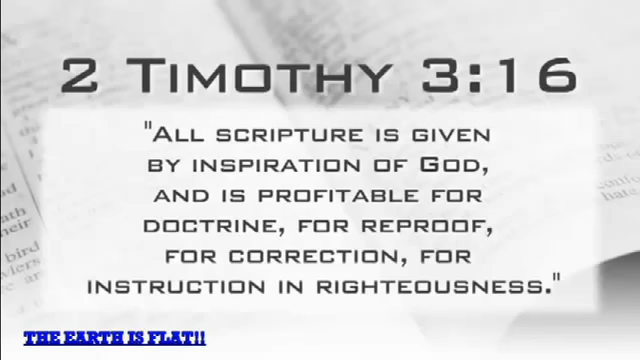 2 TIMOTHY 3:16
"ALL SCRIPTURE IS GIVEN
BY INSPIRATION OF GOD,
AND IS PROFITABLE FOR
DOCTRINE, FOR REPROOF,
FOR CORRECTION, FOR
INSTRUCTION IN RIGHTEOUSNESS."
THE EARTH IS FLAT!!